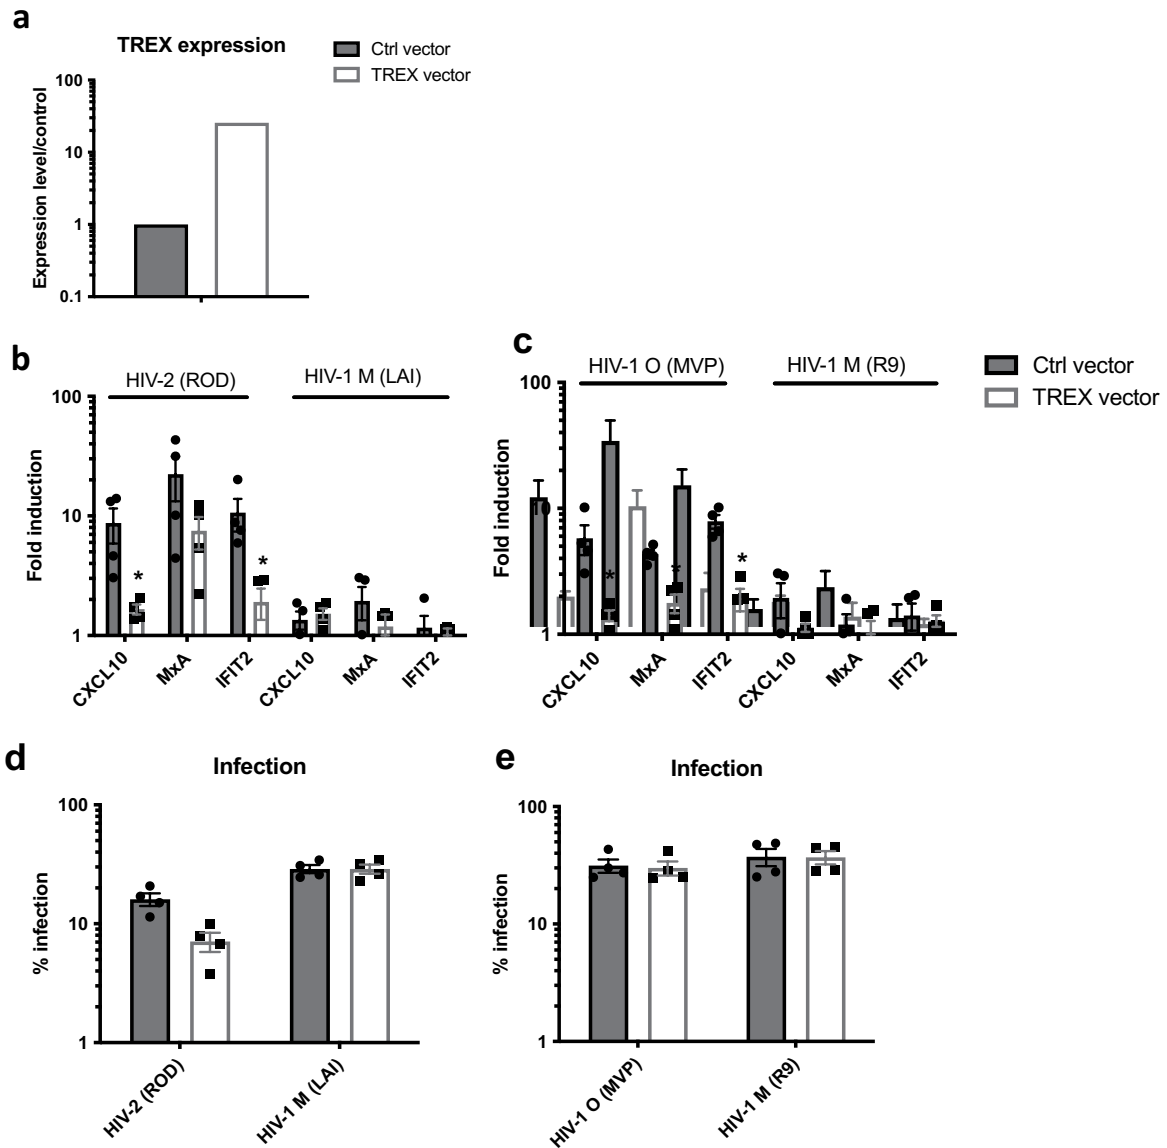 a
TREX expression
Ctrl vector
TREX vector
Expression level/control
100
10
1
0.1
b
HIV-2 (ROD)
HIV-1 M (LAI)
Fold induction
100
10
1
*
*
CXCL10
MxA
IFIT2
CXCL10
MxA
IFIT2
c
HIV-1 O (MVP)
HIV-1 M (R9)
Ctrl vector
TREX vector
Fold induction
100
10
1
*
*
*
CXCL10
MxA
IFIT2
CXCL10
MxA
IFIT2
d
Infection
% infection
100
10
1
HIV-2 (ROD)
HIV-1 M (LAI)
e
Infection
% infection
100
10
1
HIV-1 O (MVP)
HIV-1 M (R9)